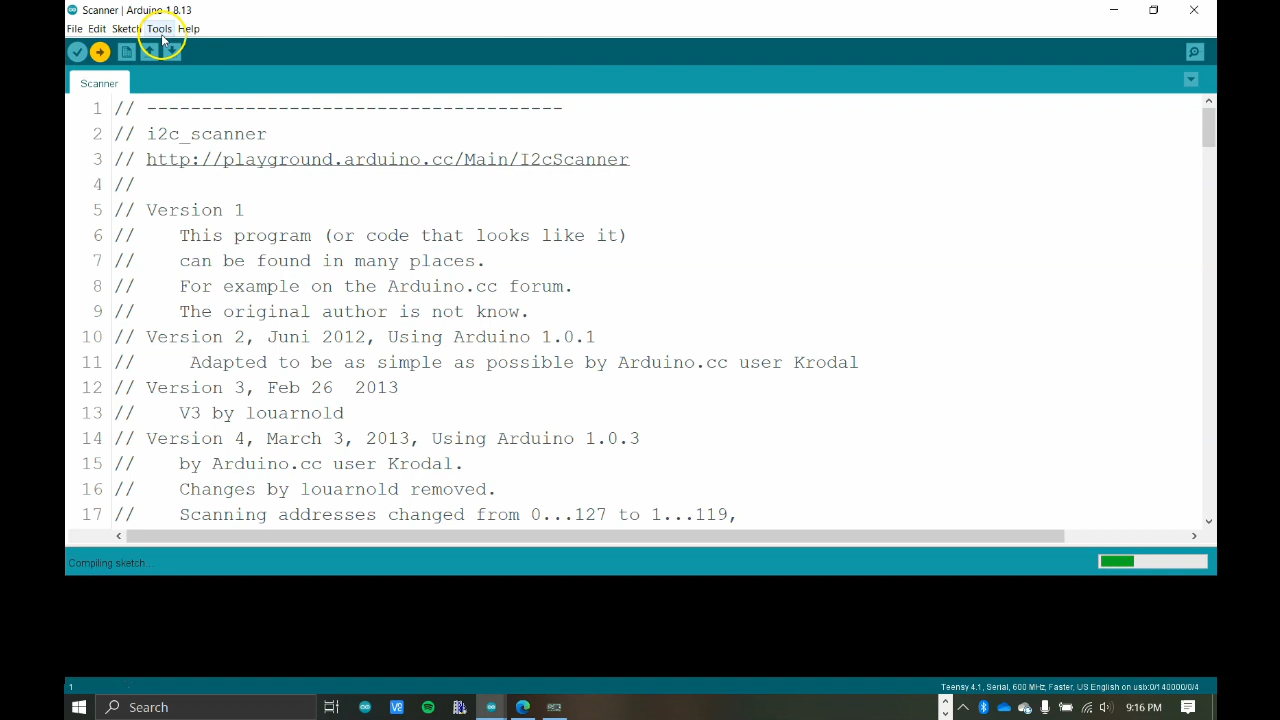 Scanner | Arduino 1.8.13
File Edit Sketch Tools Help
Scanner
1 // --------------------------------------
2 // i2c_scanner
3 // http://playground.arduino.cc/Main/I2cScanner
4 //
5 // Version 1
6 // This program (or code that looks like it)
7 // can be found in many places.
8 // For example on the Arduino.cc forum.
9 // The original author is not know.
10 // Version 2, Juni 2012, Using Arduino 1.0.1
11 // Adapted to be as simple as possible by Arduino.cc user Krodal
12 // Version 3, Feb 26  2013
13 // V3 by louarnold
14 // Version 4, March 3, 2013, Using Arduino 1.0.3
15 // by Arduino.cc user Krodal.
16 // Changes by louarnold removed.
17 // Scanning addresses changed from 0...127 to 1...119,
Compiling sketch...
1 Teensy 4.1, Serial, 600 MHz, Faster, US English on usb:0/140000/0/4
Search 9:16 PM